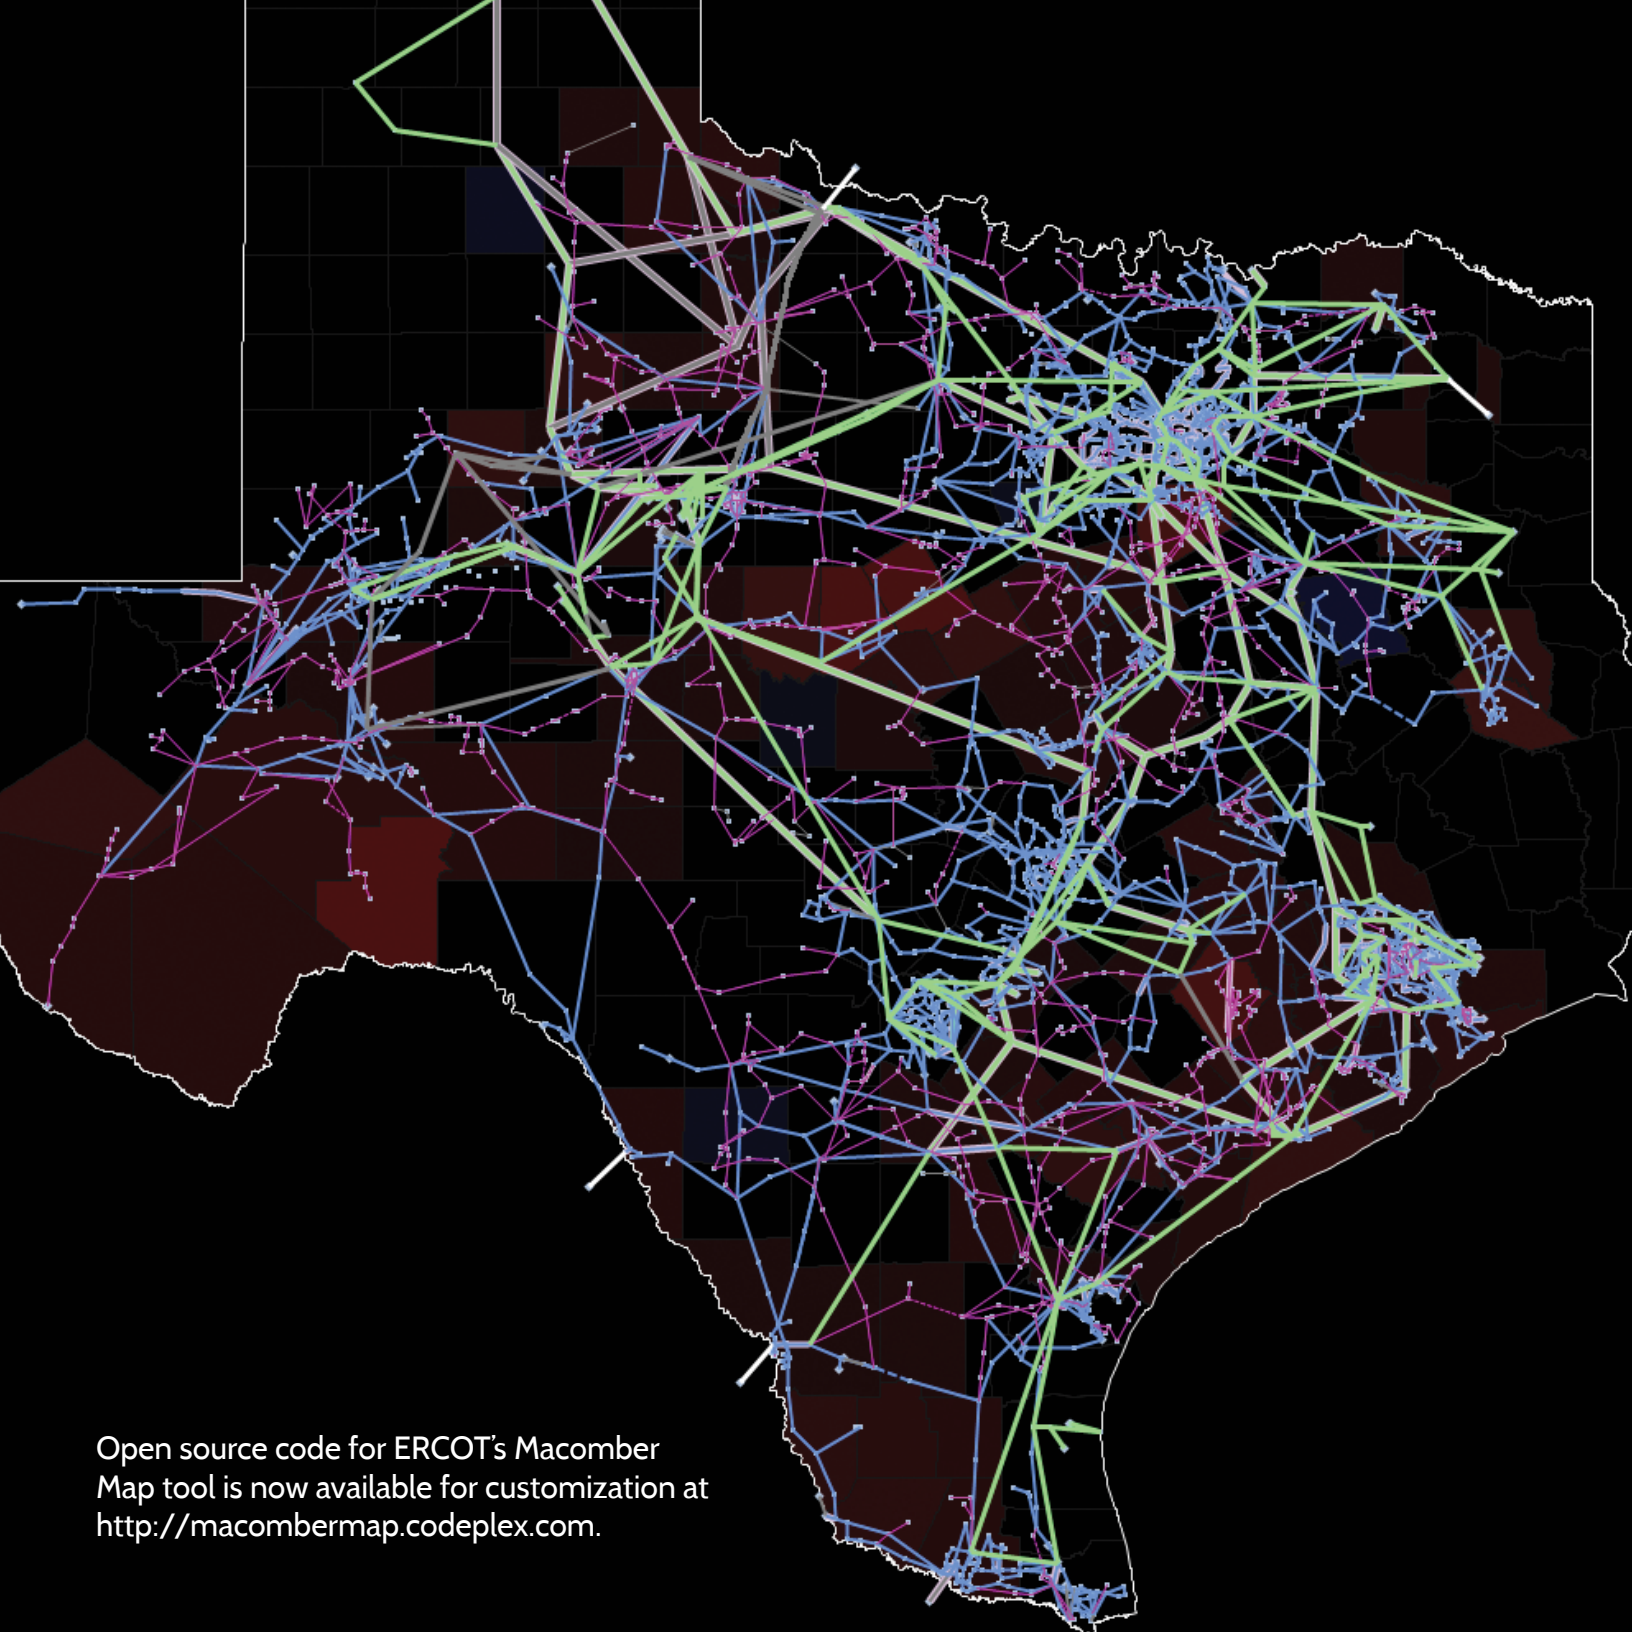 Open source code for ERCOT’s Macomber
Map tool is now available for customization at
http://macombermap.codeplex.com.